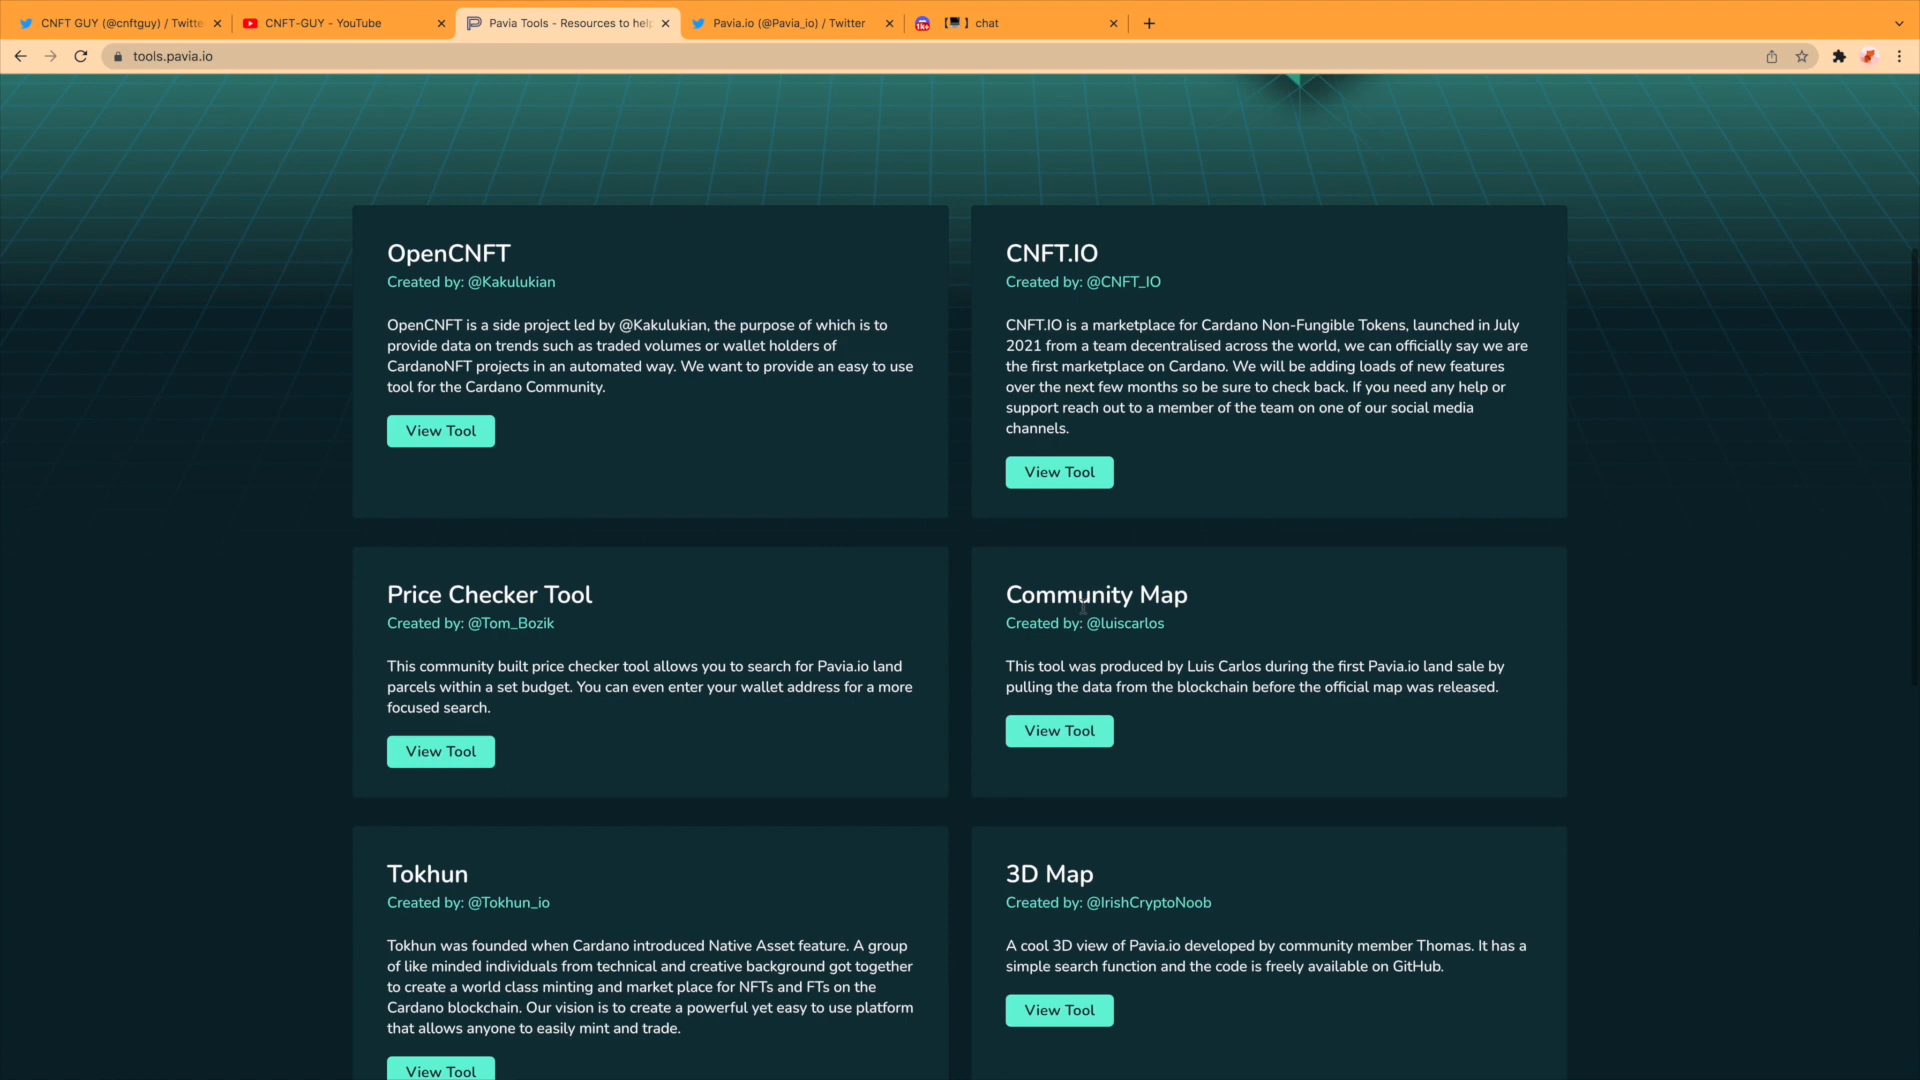 CNFT GUY (@cnftguy) / Twitte
CNFT-GUY - YouTube
Pavia Tools - Resources to help
Pavia.io (@Pavia_io) / Twitter
1k+
【 】 chat
tools.pavia.io
OpenCNFT
Created by: @Kakulukian
OpenCNFT is a side project led by @Kakulukian, the purpose of which is to
provide data on trends such as traded volumes or wallet holders of
CardanoNFT projects in an automated way. We want to provide an easy to use
tool for the Cardano Community.
View Tool
CNFT.IO
Created by: @CNFT_IO
CNFT.IO is a marketplace for Cardano Non-Fungible Tokens, launched in July
2021 from a team decentralised across the world, we can officially say we are
the first marketplace on Cardano. We will be adding loads of new features
over the next few months so be sure to check back. If you need any help or
support reach out to a member of the team on one of our social media
channels.
View Tool
Price Checker Tool
Created by: @Tom_Bozik
This community built price checker tool allows you to search for Pavia.io land
parcels within a set budget. You can even enter your wallet address for a more
focused search.
View Tool
Community Map
Created by: @luiscarlos
This tool was produced by Luis Carlos during the first Pavia.io land sale by
pulling the data from the blockchain before the official map was released.
View Tool
Tokhun
Created by: @Tokhun_io
Tokhun was founded when Cardano introduced Native Asset feature. A group
of like minded individuals from technical and creative background got together
to create a world class minting and market place for NFTs and FTs on the
Cardano blockchain. Our vision is to create a powerful yet easy to use platform
that allows anyone to easily mint and trade.
View Tool
3D Map
Created by: @IrishCryptoNoob
A cool 3D view of Pavia.io developed by community member Thomas. It has a
simple search function and the code is freely available on GitHub.
View Tool